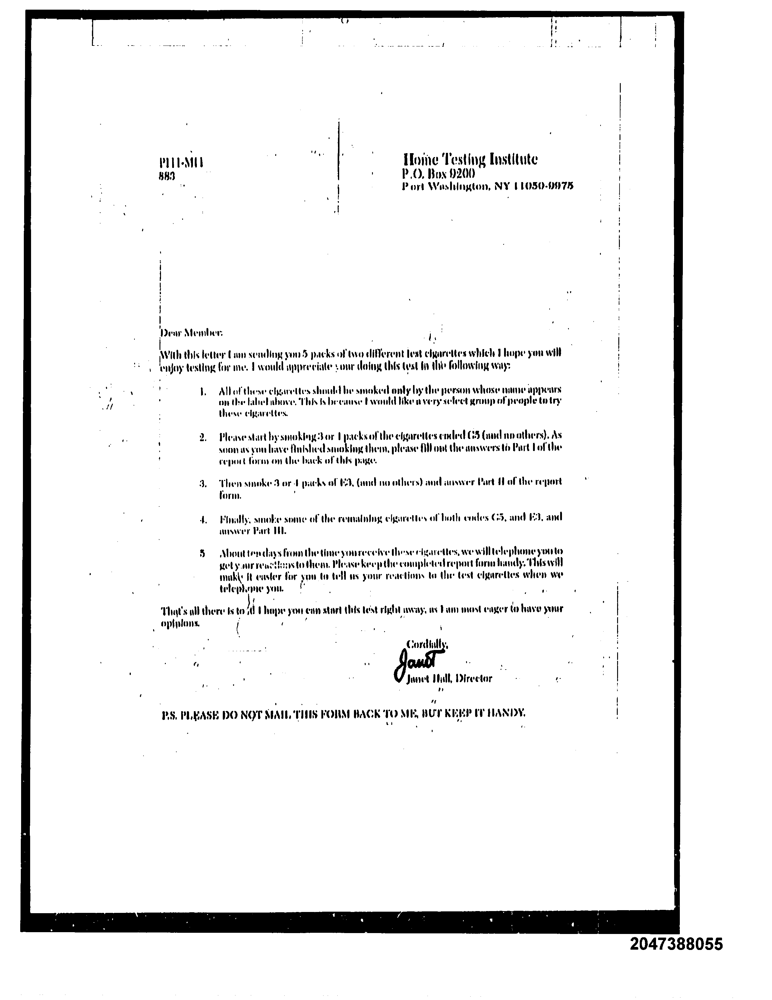 883
Home Testing Institute
P.O. Box 9200
Port Washington, NY 11050-9975
Dear Member:
With this letter I am sending you 5 packs of two different test cigarettes which I hope you will
enjoy testing for me. I would appreciate your doing this test in the following way:
1. All of these cigarettes should be smoked only by the person whose name appears
on the label above. This is because I would like a very select group of people to try
these cigarettes.
2. Please start by smoking 3 or 4 packs of the cigarettes coded G5 (and no others). As
soon as you have finished smoking them, please fill out the answers to Part I of the
report form on the back of this page.
3. Then smoke 3 or 4 packs of E3, (and no others) and answer Part II of the report
form.
4. Finally, smoke some of the remaining cigarettes of both codes G5, and E3, and
answer Part III.
5 About ten days from the time you receive these cigarettes, we will telephone you to
get your reactions to them. Please keep the completed report form handy. This will
make it easier for you to tell us your reactions to the test cigarettes when we
telephone you.
That's all there is to I hope you can start this test right away, as I am most eager to have your
opinions.
Cordially,
Janet
Janet Hall, Director
P.S. PLEASE DO NOT MAIL THIS FORM BACK TO ME, BUT KEEP IT HANDY.
2047388055